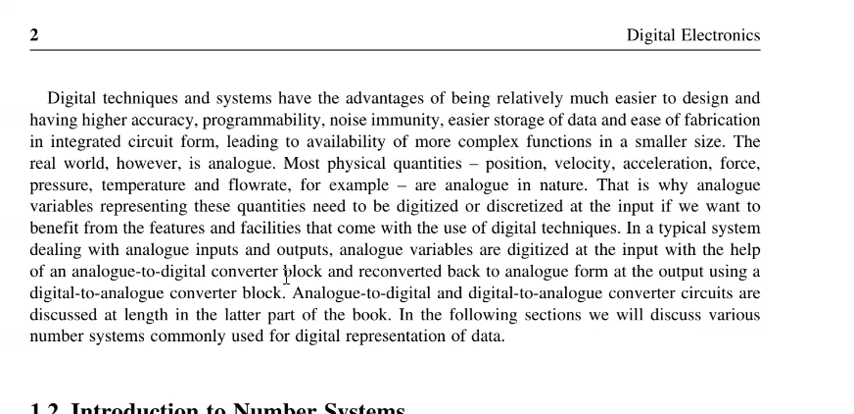 2 Digital Electronics
Digital techniques and systems have the advantages of being relatively much easier to design and
having higher accuracy, programmability, noise immunity, easier storage of data and ease of fabrication
in integrated circuit form, leading to availability of more complex functions in a smaller size. The
real world, however, is analogue. Most physical quantities – position, velocity, acceleration, force,
pressure, temperature and flowrate, for example – are analogue in nature. That is why analogue
variables representing these quantities need to be digitized or discretized at the input if we want to
benefit from the features and facilities that come with the use of digital techniques. In a typical system
dealing with analogue inputs and outputs, analogue variables are digitized at the input with the help
of an analogue-to-digital converter block and reconverted back to analogue form at the output using a
digital-to-analogue converter block. Analogue-to-digital and digital-to-analogue converter circuits are
discussed at length in the latter part of the book. In the following sections we will discuss various
number systems commonly used for digital representation of data.
1.2 Introduction to Number Systems